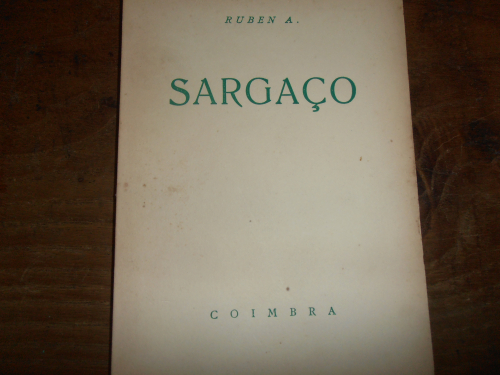 RUBEN A.
SARGAÇO
COIMBRA